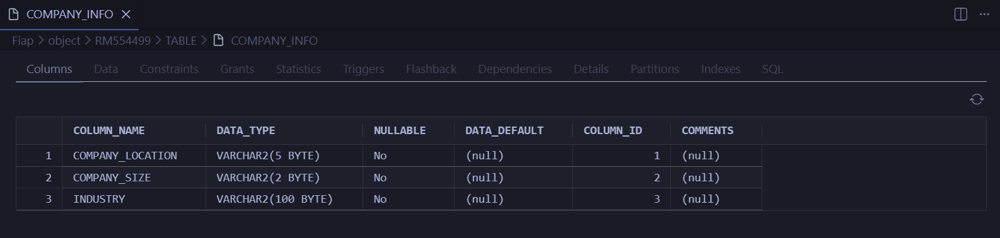 COMPANY_INFO
Fiap > object > RM554499 > TABLE > COMPANY_INFO
Columns Data Constraints Grants Statistics Triggers Flashback Dependencies Details Partitions Indexes SQL
COLUMN_NAME DATA_TYPE NULLABLE DATA_DEFAULT COLUMN_ID COMMENTS
1 COMPANY_LOCATION VARCHAR2(5 BYTE) No (null) 1 (null)
2 COMPANY_SIZE VARCHAR2(2 BYTE) No (null) 2 (null)
3 INDUSTRY VARCHAR2(100 BYTE) No (null) 3 (null)